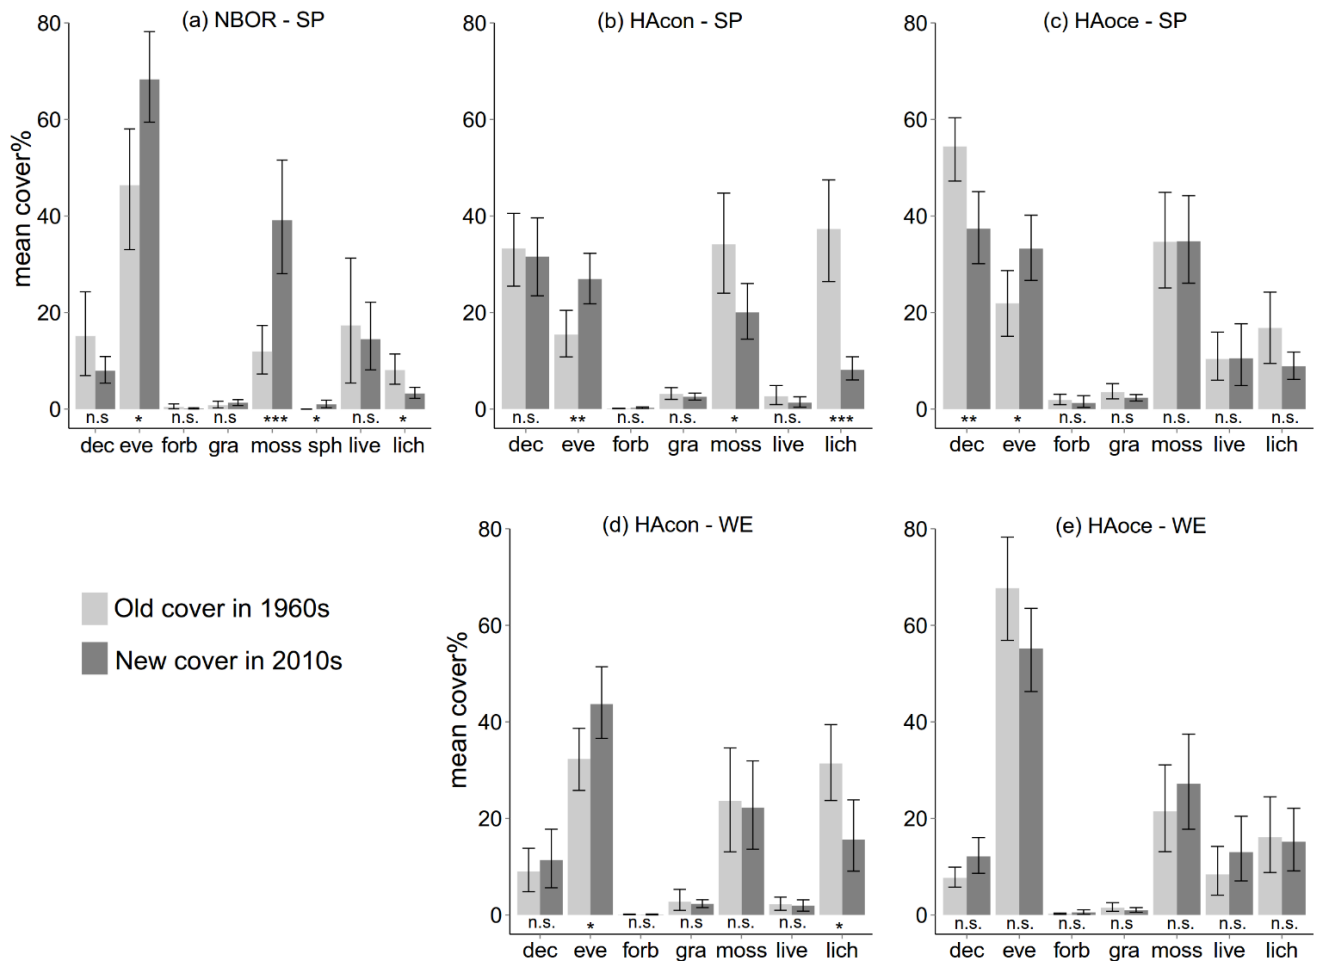 (a) NBOR - SP
(b) HAcon - SP
(c) HAoce - SP
mean cover%
80
60
40
20
0
n.s * n.s. n.s *** * n.s. *
dec eve forb gra moss sph live lich
80
60
40
20
0
n.s. ** n.s. * n.s. ***
dec eve forb gra moss live lich
80
60
40
20
0
** * n.s. n.s. n.s. n.s. n.s.
dec eve forb gra moss live lich
Old cover in 1960s
New cover in 2010s
(d) HAcon - WE
(e) HAoce - WE
mean cover%
80
60
40
20
0
n.s. * n.s. n.s n.s. n.s. *
dec eve forb gra moss live lich
80
60
40
20
0
n.s. n.s. n.s. n.s n.s. n.s. n.s.
dec eve forb gra moss live lich